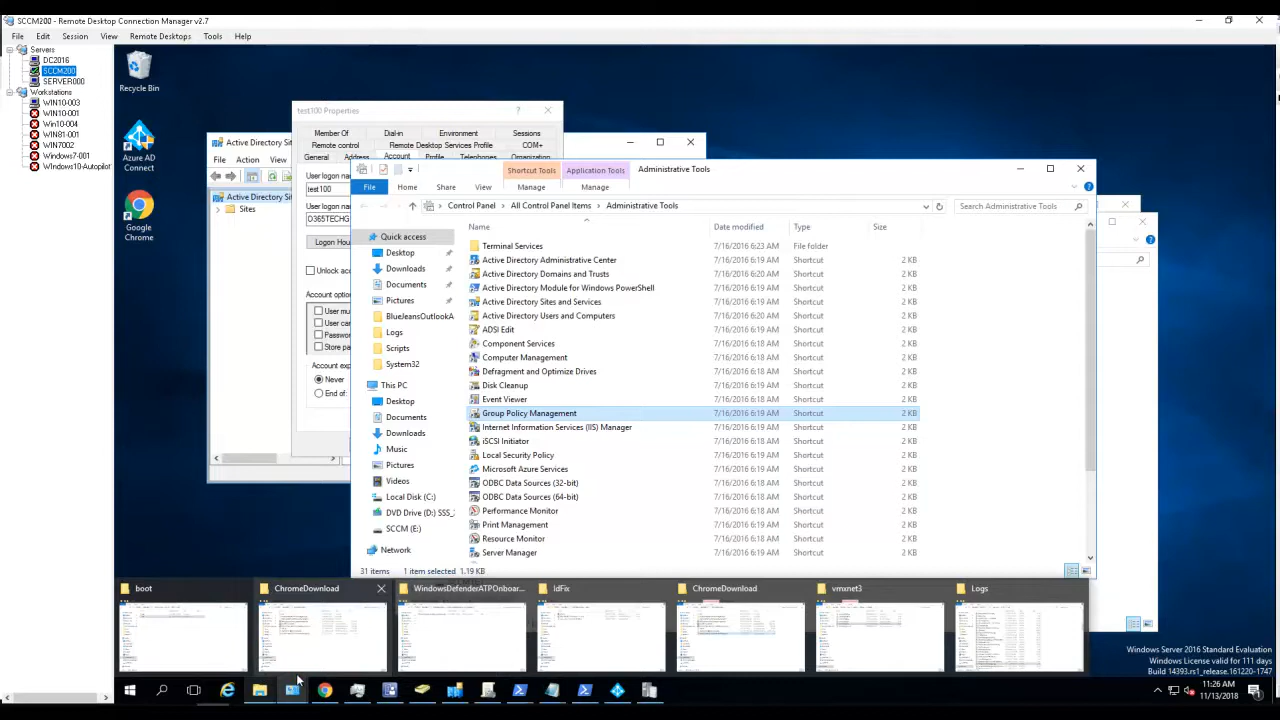 SCCM200 - Remote Desktop Connection Manager v2.7
File Edit Session View Remote Desktops Tools Help
Servers
DC2016
SCCM200
SERVER000
Workstations
WIN10-003
WIN10-001
Win10-004
WIN81-001
WIN7002
Windows7-001
Windows10-Autopilot
Recycle Bin
Azure AD
Connect
Google
Chrome
Active Directory Sit
File Action View
Active Directory Sit
Sites
test100 Properties
Member Of Dial-in Environment Sessions
Remote control Remote Desktop Services Profile COM+
General Address Account Profile Telephones Organization
User logon na
test100
User logon na
D365TECHG
Logon Hou
Unlock acc
Account option
User mu
User can
Password
Store pa
Account exp
Never
End of:
Shortcut Tools Application Tools Administrative Tools
File Home Share View Manage Manage
Control Panel > All Control Panel Items > Administrative Tools
Search Administrative Tools
Quick access
Desktop
Downloads
Documents
Pictures
BlueJeansOutlookA
Logs
Scripts
System32
This PC
Desktop
Documents
Downloads
Music
Pictures
Videos
Local Disk (C:)
DVD Drive (D:) SSS_
SCCM (E:)
Network
Name Date modified Type Size
Terminal Services 7/16/2016 6:23 AM File folder
Active Directory Administrative Center 7/16/2016 6:19 AM Shortcut 2 KB
Active Directory Domains and Trusts 7/16/2016 6:20 AM Shortcut 2 KB
Active Directory Module for Windows PowerShell 7/16/2016 6:19 AM Shortcut 2 KB
Active Directory Sites and Services 7/16/2016 6:19 AM Shortcut 2 KB
Active Directory Users and Computers 7/16/2016 6:20 AM Shortcut 2 KB
ADSI Edit 7/16/2016 6:19 AM Shortcut 2 KB
Component Services 7/16/2016 6:19 AM Shortcut 2 KB
Computer Management 7/16/2016 6:19 AM Shortcut 2 KB
Defragment and Optimize Drives 7/16/2016 6:19 AM Shortcut 2 KB
Disk Cleanup 7/16/2016 6:19 AM Shortcut 2 KB
Event Viewer 7/16/2016 6:18 AM Shortcut 2 KB
Group Policy Management 7/16/2016 6:19 AM Shortcut 2 KB
Internet Information Services (IIS) Manager 7/16/2016 6:19 AM Shortcut 2 KB
iSCSI Initiator 7/16/2016 6:18 AM Shortcut 2 KB
Local Security Policy 7/16/2016 6:19 AM Shortcut 2 KB
Microsoft Azure Services 7/16/2016 6:19 AM Shortcut 2 KB
ODBC Data Sources (32-bit) 7/16/2016 6:18 AM Shortcut 2 KB
ODBC Data Sources (64-bit) 7/16/2016 6:18 AM Shortcut 2 KB
Performance Monitor 7/16/2016 6:18 AM Shortcut 2 KB
Print Management 7/16/2016 6:19 AM Shortcut 2 KB
Resource Monitor 7/16/2016 6:18 AM Shortcut 2 KB
Server Manager 7/16/2016 6:19 AM Shortcut 2 KB
31 items 1 item selected 1.19 KB
boot
ChromeDownload
WindowsDefenderATPOnboar...
IdFix
ChromeDownload
vmxnet3
Logs
Windows Server 2016 Standard Evaluation
Windows License valid for 111 days
Build 14393.rs1_release.161220-1747
11:26 AM
11/13/2018